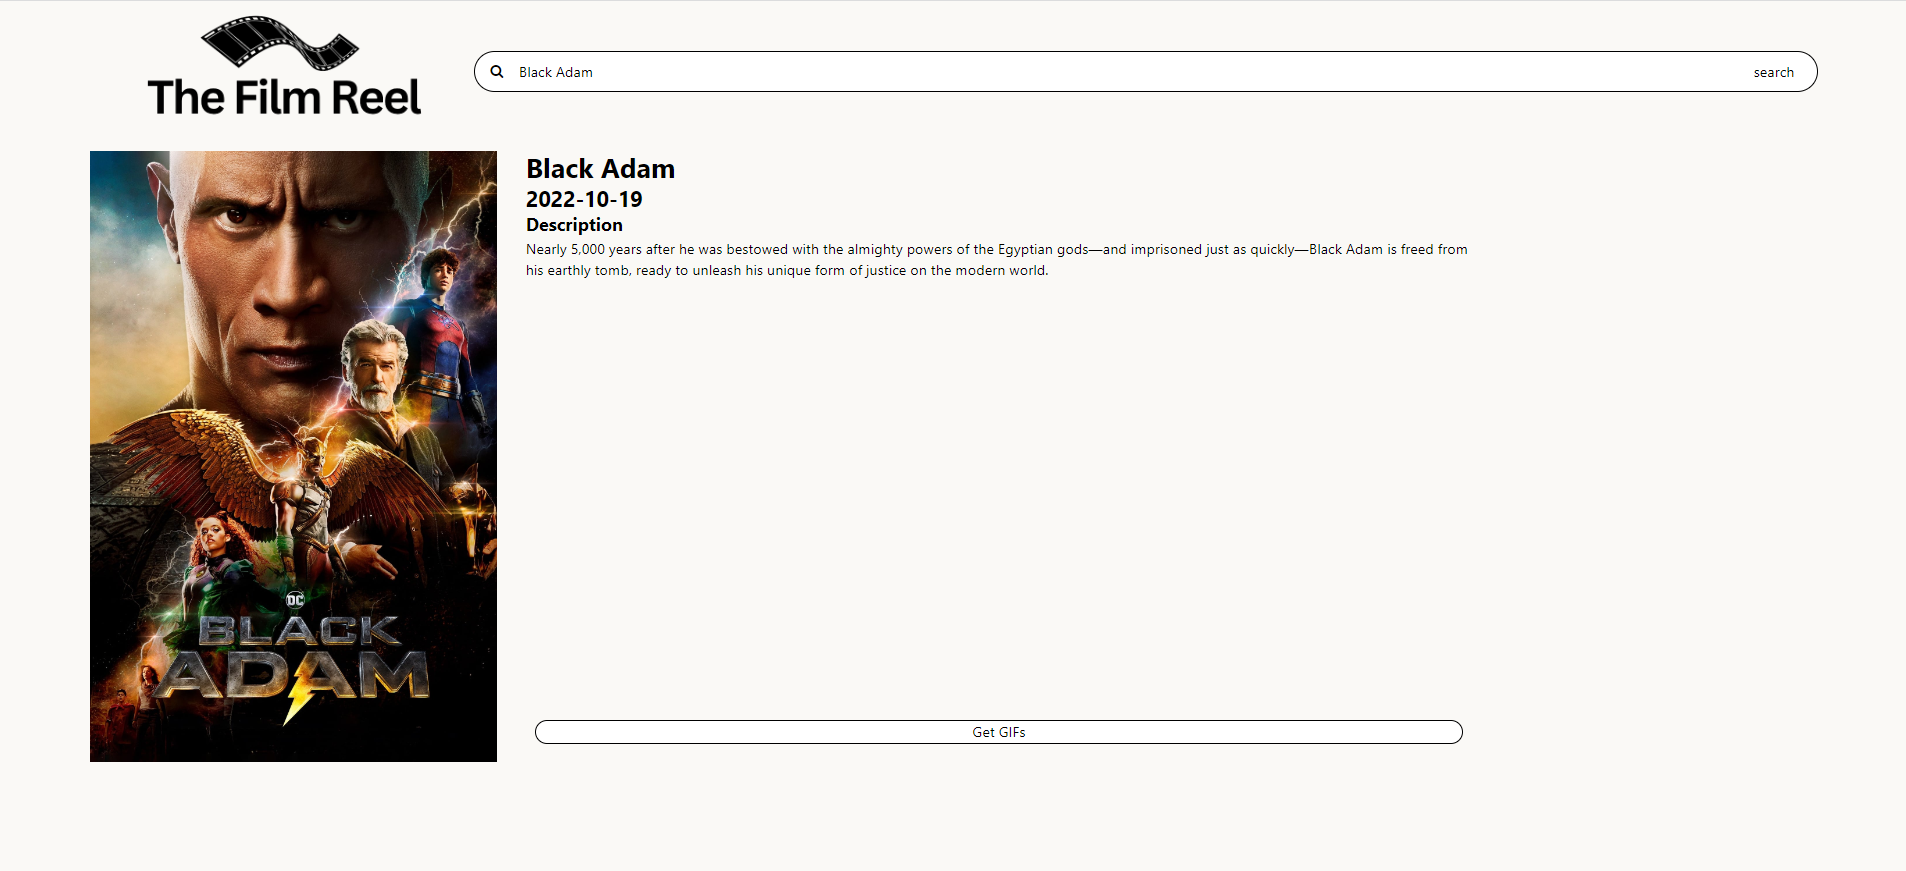 The Film Reel
Black Adam
search
Black Adam
2022-10-19
Description
Nearly 5,000 years after he was bestowed with the almighty powers of the Egyptian gods—and imprisoned just as quickly—Black Adam is freed from
his earthly tomb, ready to unleash his unique form of justice on the modern world.
DC
BLACK
ADAM
Get GIFs